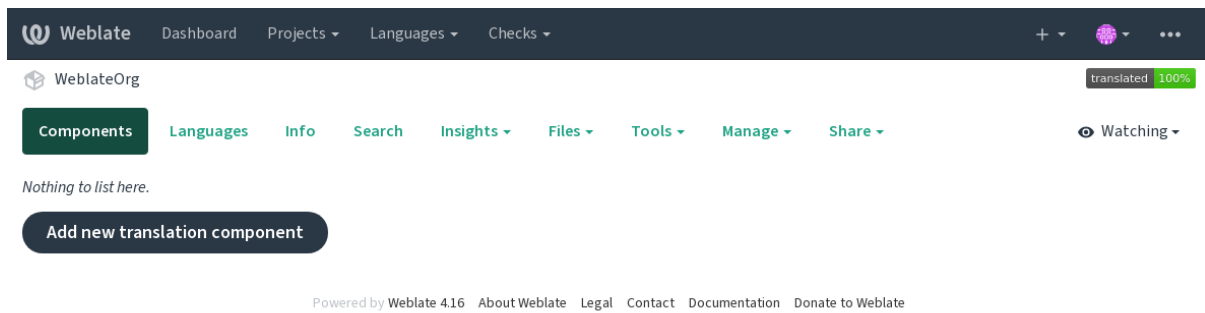 Weblate Dashboard Projects Languages Checks
WeblateOrg translated 100%
Components Languages Info Search Insights Files Tools Manage Share Watching
Nothing to list here.
Add new translation component
Powered by Weblate 4.16 About Weblate Legal Contact Documentation Donate to Weblate